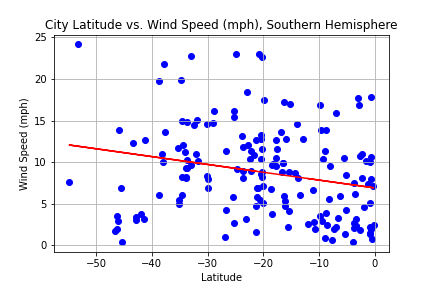 City Latitude vs. Wind Speed (mph), Southern Hemisphere
25
20
15
10
5
0
Wind Speed (mph)
−50 −40 −30 −20 −10 0
Latitude